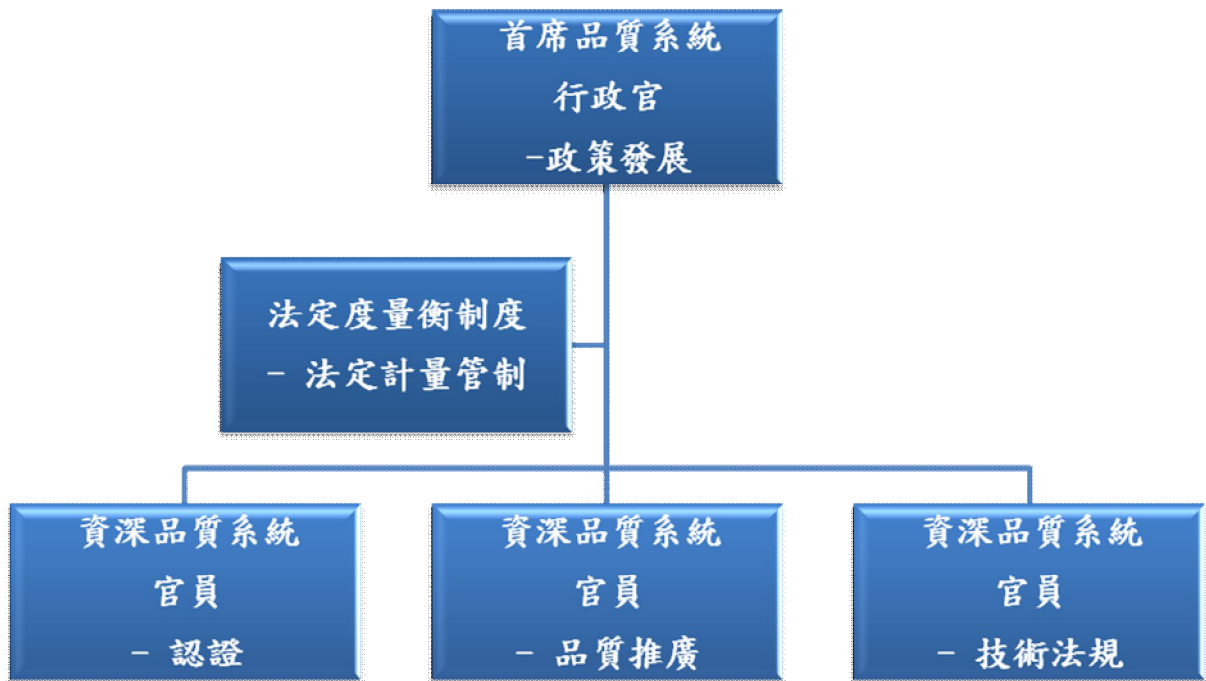 首席品質系統
行政官
-政策發展
法定度量衡制度
- 法定計量管制
資深品質系統
官員
- 認證
資深品質系統
官員
- 品質推廣
資深品質系統
官員
- 技術法規